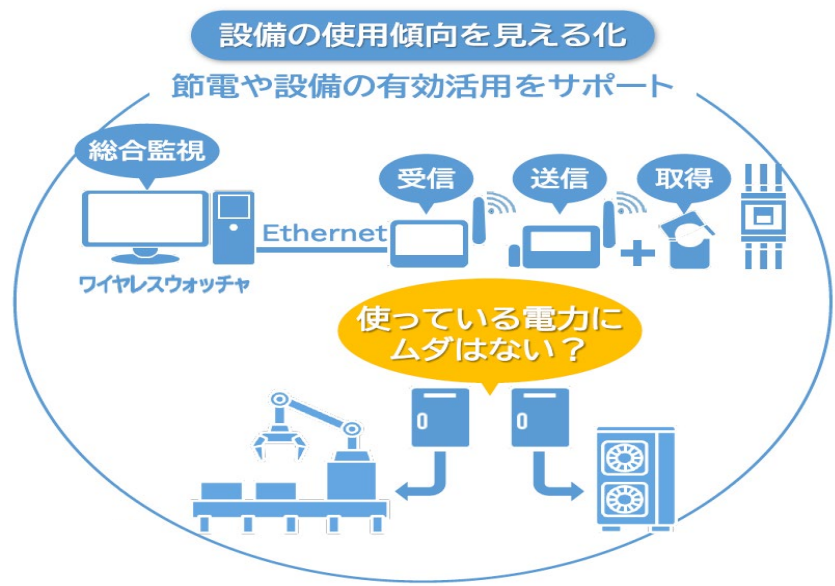 設備の使用傾向を見える化
節電や設備の有効活用をサポート
総合監視
受信
送信
取得
Ethernet
ワイヤレスウォッチャ
使っている電力に
ムダはない？